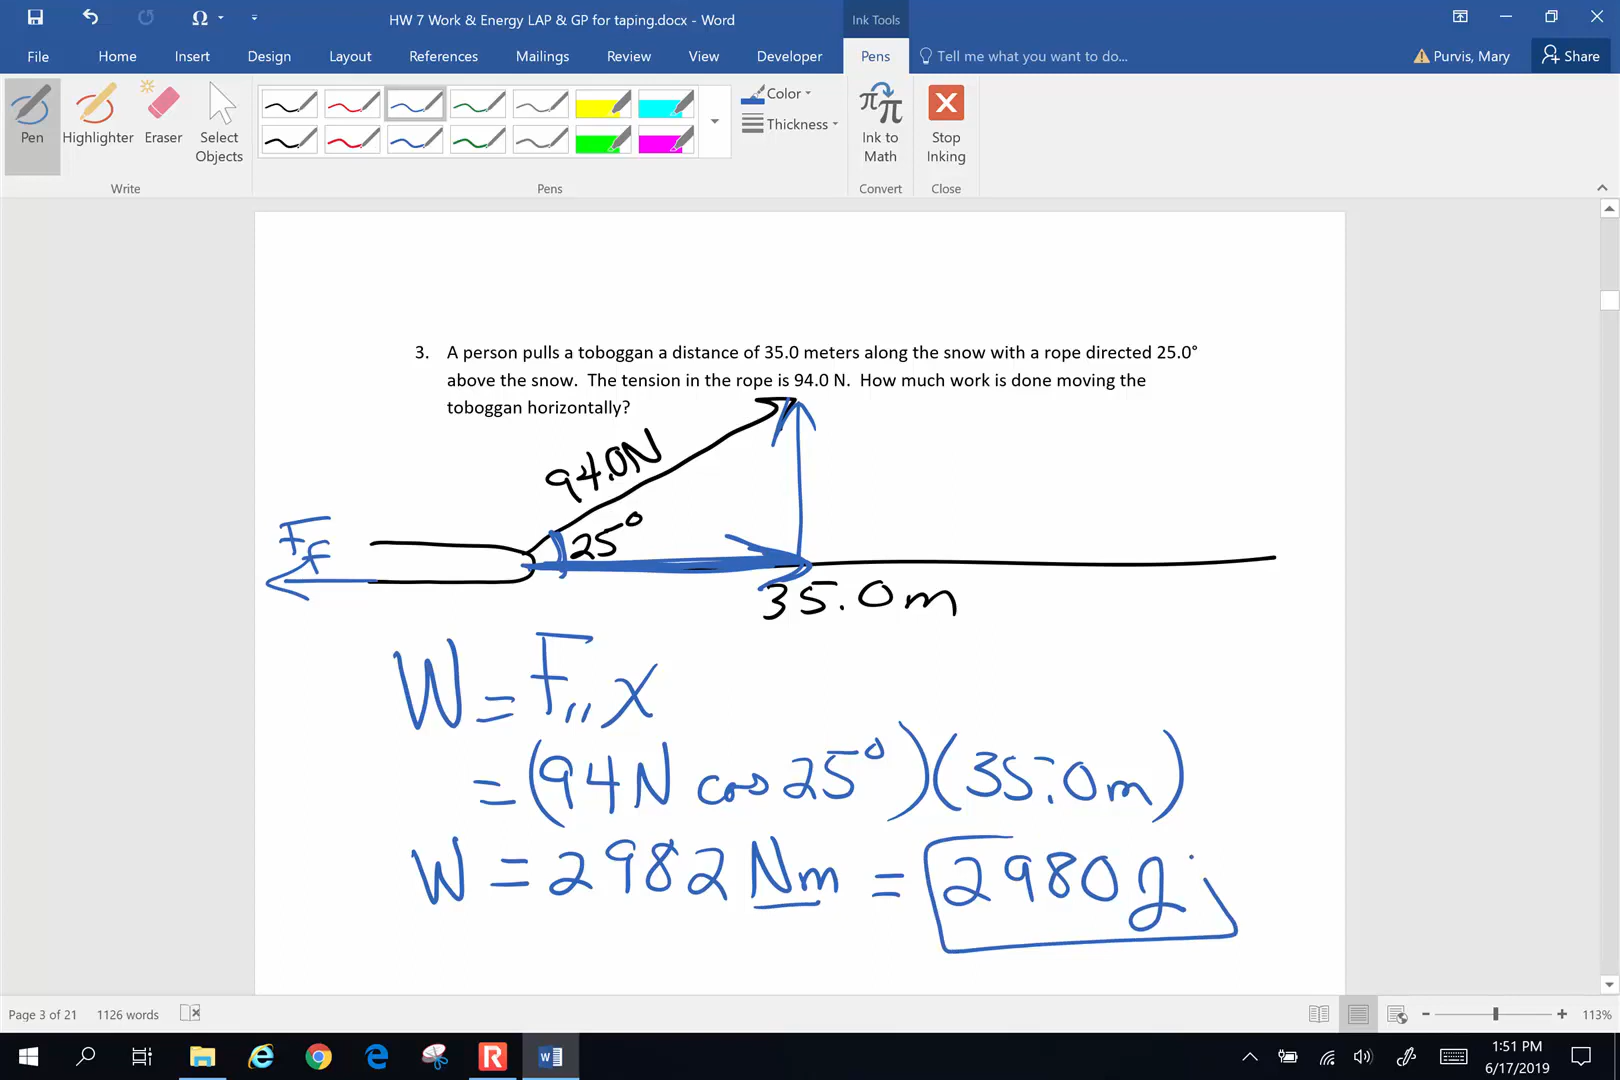 HW 7 Work & Energy LAP & GP for taping.docx - Word
Ink Tools
File Home Insert Design Layout References Mailings Review View Developer Pens Tell me what you want to do... Purvis, Mary Share
Pen Highlighter Eraser Select Objects
Color
Thickness
Ink to Math
Stop Inking
Write Pens Convert Close
3. A person pulls a toboggan a distance of 35.0 meters along the snow with a rope directed 25.0°
above the snow. The tension in the rope is 94.0 N. How much work is done moving the
toboggan horizontally?
94.0N
25°
F_f
35.0m
W = F,, x
= (94N cos 25°)(35.0m)
W = 2982 Nm = 2980 J
Page 3 of 21 1126 words 113%
1:51 PM
6/17/2019